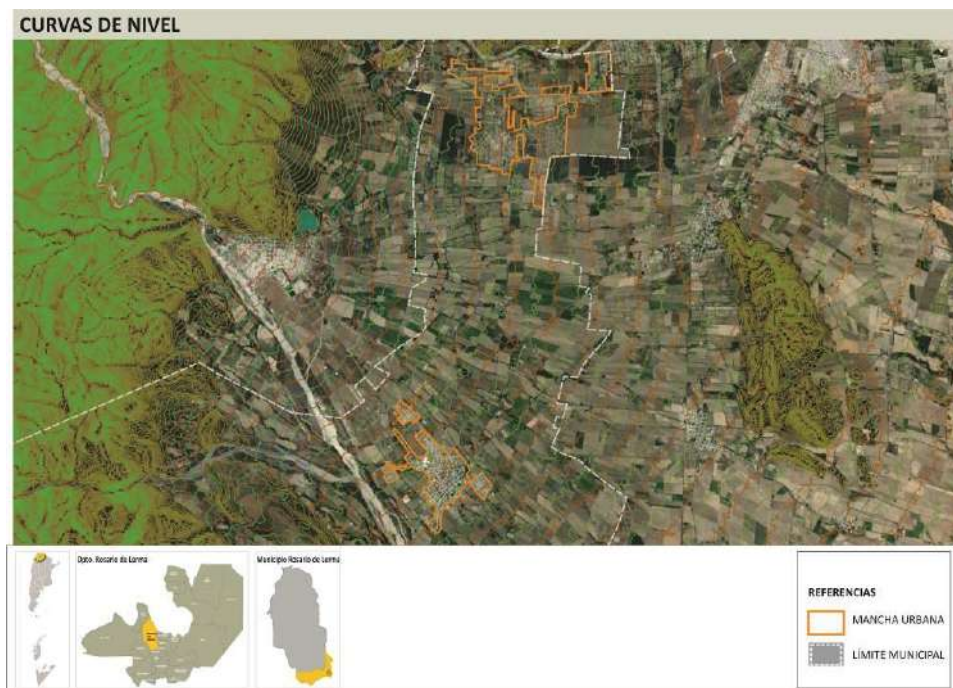 CURVAS DE NIVEL
Dpto. Rosario de Lerma
Municipio Rosario de Lerma
REFERENCIAS
MANCHA URBANA
LÍMITE MUNICIPAL